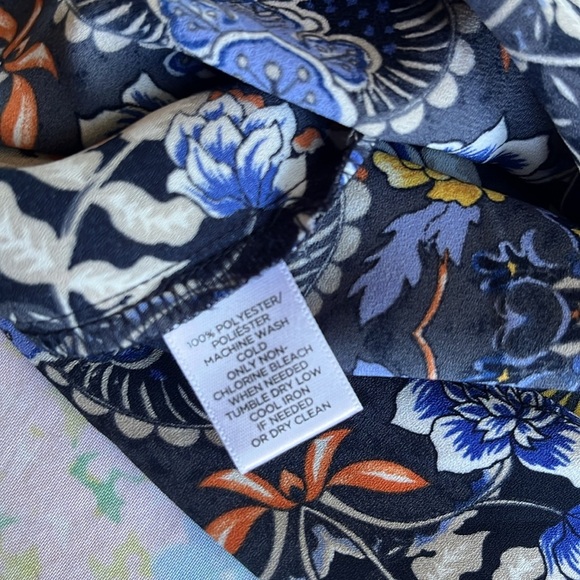 100% POLYESTER/
POLIÉSTER
MACHINE WASH
COLD
ONLY NON-
CHLORINE BLEACH
WHEN NEEDED
TUMBLE DRY LOW
COOL IRON
IF NEEDED
OR DRY CLEAN